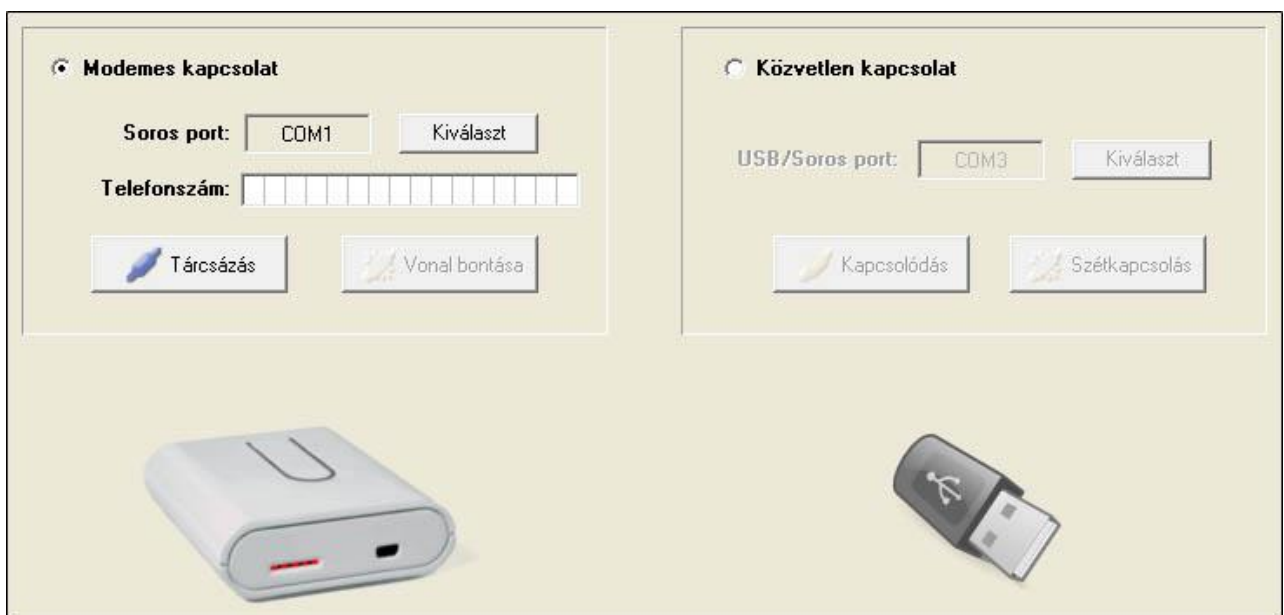 Modemes kapcsolat
Soros port: COM1 Kiválaszt
Telefonszám:
Tárcsázás Vonal bontása
Közvetlen kapcsolat
USB/Soros port: COM3 Kiválaszt
Kapcsolódás Szétkapcsolás